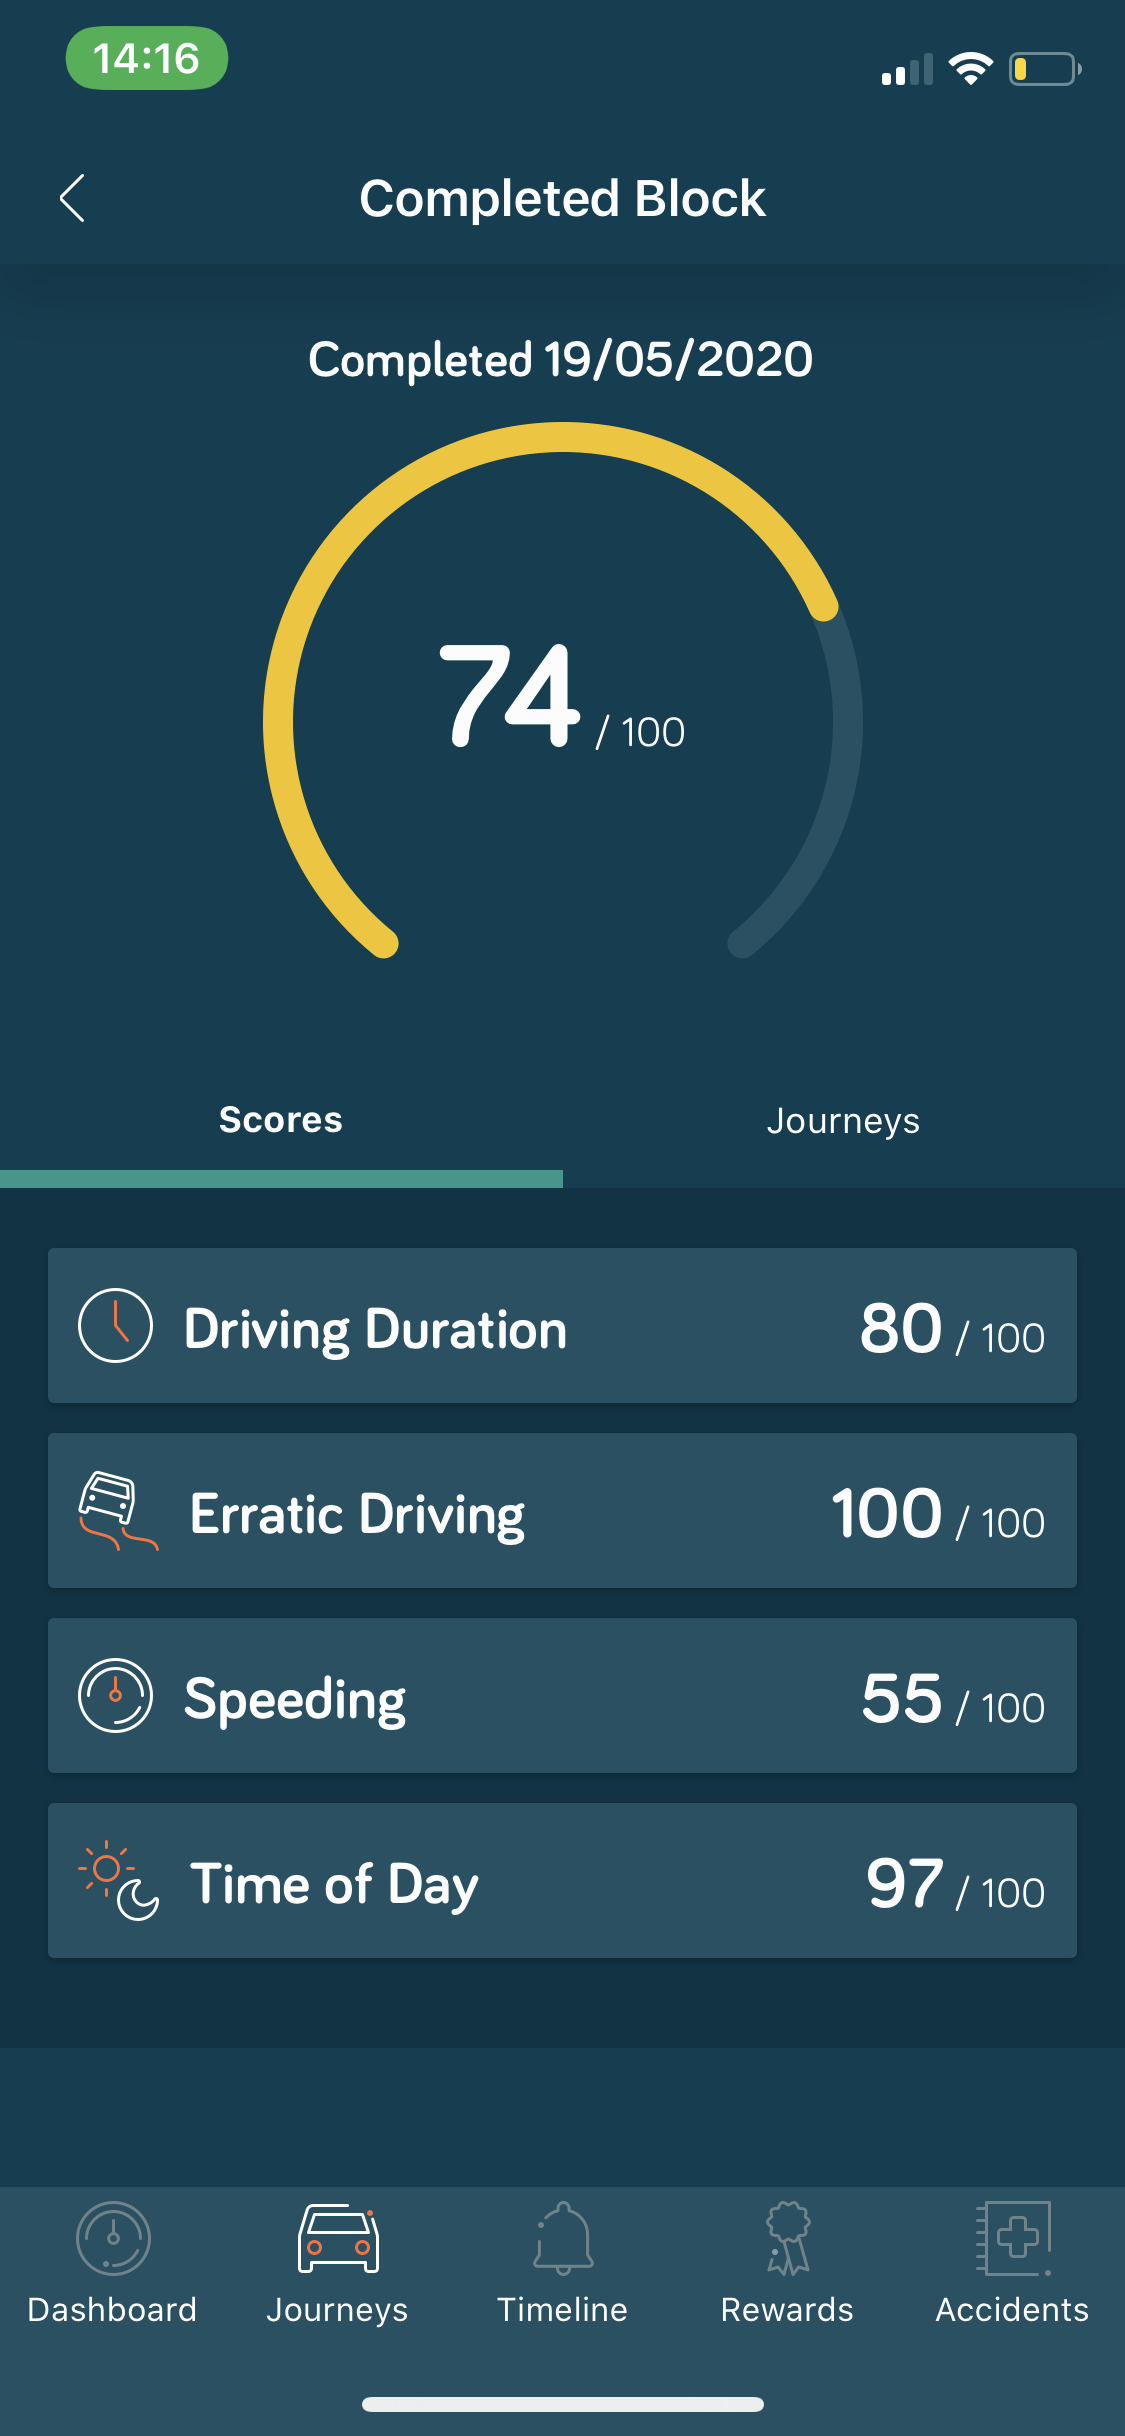 14:16
Completed Block
Completed 19/05/2020
74 / 100
Scores Journeys
Driving Duration 80 / 100
Erratic Driving 100 / 100
Speeding 55 / 100
Time of Day 97 / 100
Dashboard Journeys Timeline Rewards Accidents